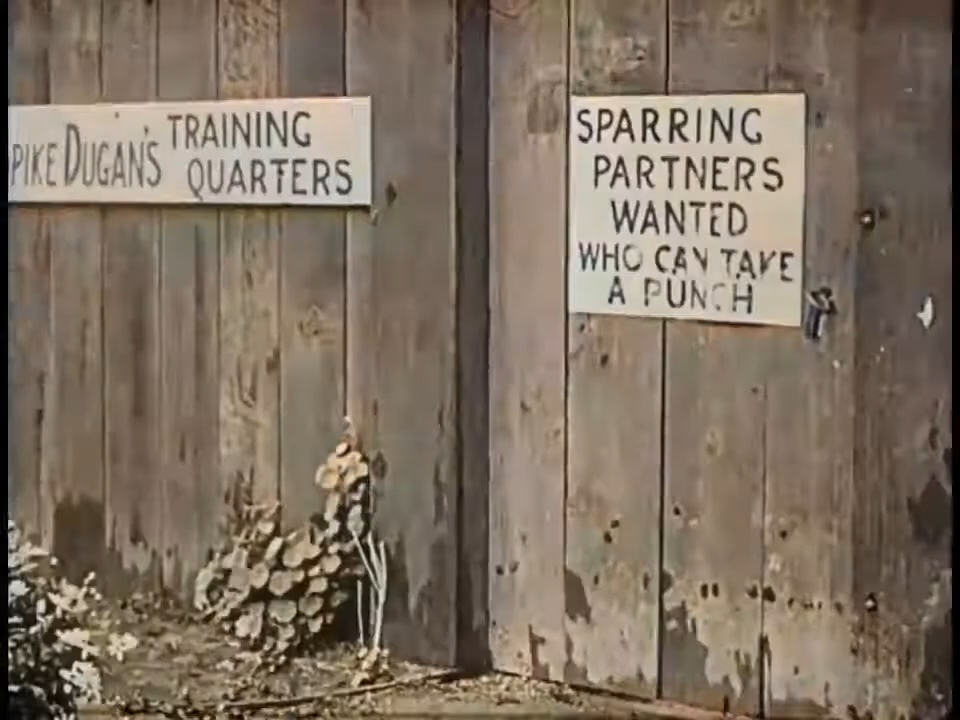 PIKE DUGAN'S TRAINING
QUARTERS
SPARRING
PARTNERS
WANTED
WHO CAN TAKE
A PUNCH